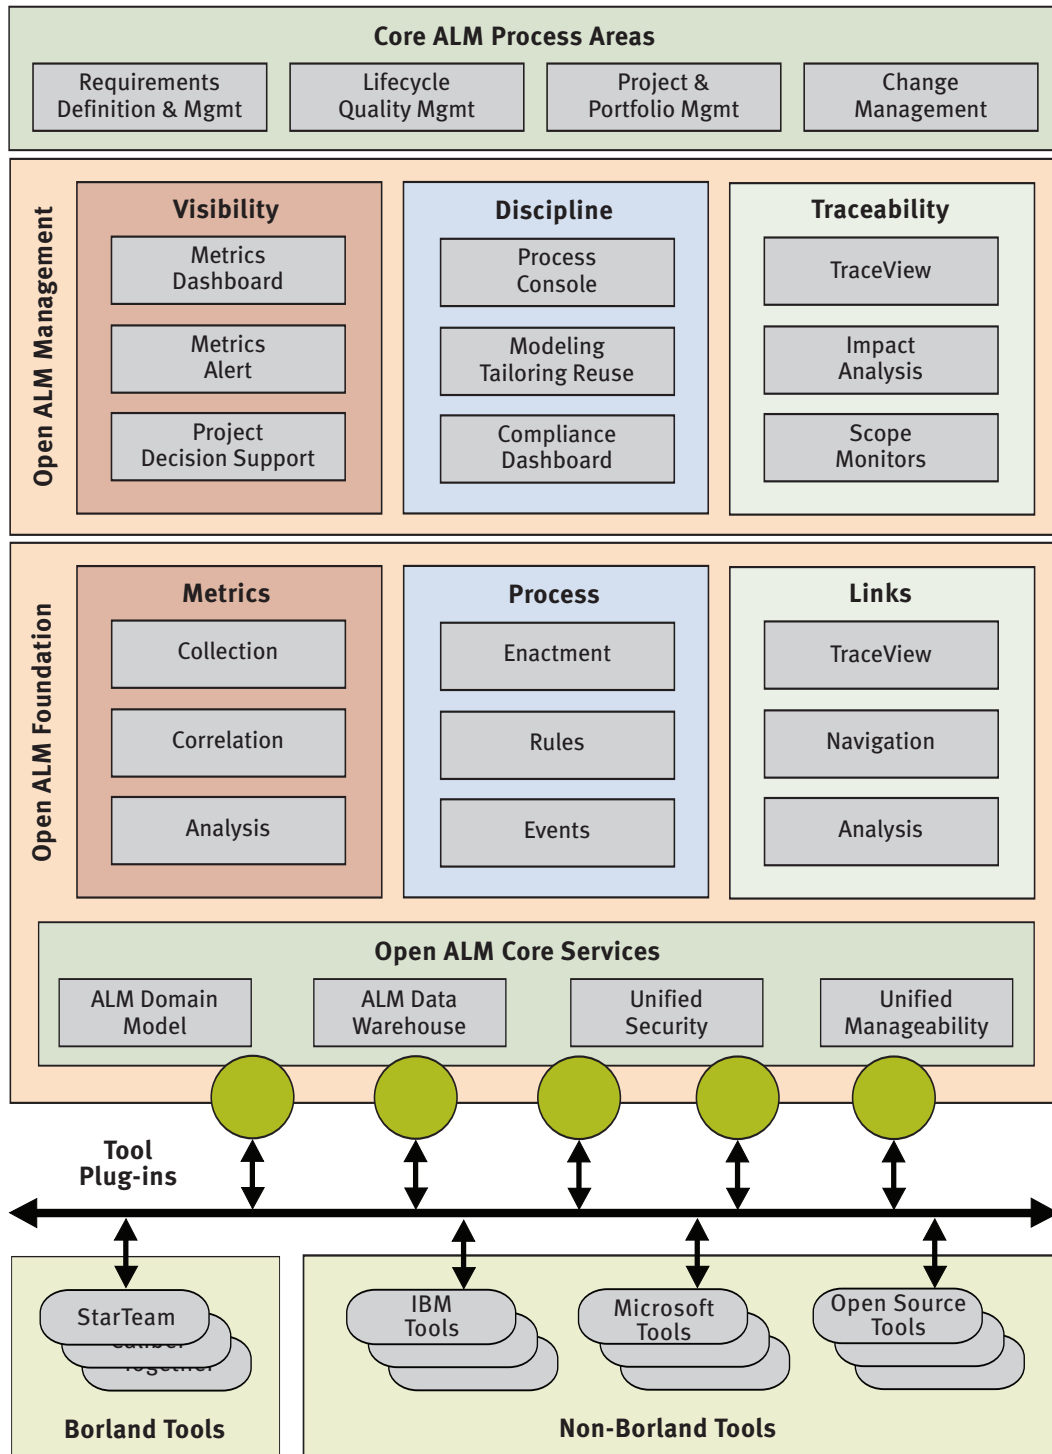 Core ALM Process Areas
Requirements
Definition & Mgmt
Lifecycle
Quality Mgmt
Project &
Portfolio Mgmt
Change
Management
Open ALM Management
Visibility
Metrics
Dashboard
Metrics
Alert
Project
Decision Support
Discipline
Process
Console
Modeling
Tailoring Reuse
Compliance
Dashboard
Traceability
TraceView
Impact
Analysis
Scope
Monitors
Open ALM Foundation
Metrics
Collection
Correlation
Analysis
Process
Enactment
Rules
Events
Links
TraceView
Navigation
Analysis
Open ALM Core Services
ALM Domain
Model
ALM Data
Warehouse
Unified
Security
Unified
Manageability
Tool
Plug-ins
StarTeam
Caliber
Together
Borland Tools
IBM
Tools
Microsoft
Tools
Open Source
Tools
Non-Borland Tools